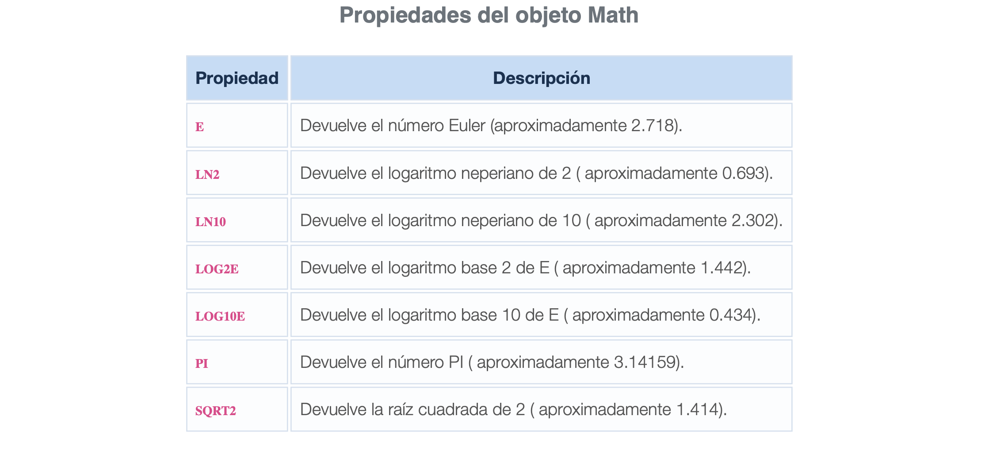 Propiedades del objeto Math
Propiedad Descripción
E Devuelve el número Euler (aproximadamente 2.718).
LN2 Devuelve el logaritmo neperiano de 2 ( aproximadamente 0.693).
LN10 Devuelve el logaritmo neperiano de 10 ( aproximadamente 2.302).
LOG2E Devuelve el logaritmo base 2 de E ( aproximadamente 1.442).
LOG10E Devuelve el logaritmo base 10 de E ( aproximadamente 0.434).
PI Devuelve el número PI ( aproximadamente 3.14159).
SQRT2 Devuelve la raíz cuadrada de 2 ( aproximadamente 1.414).